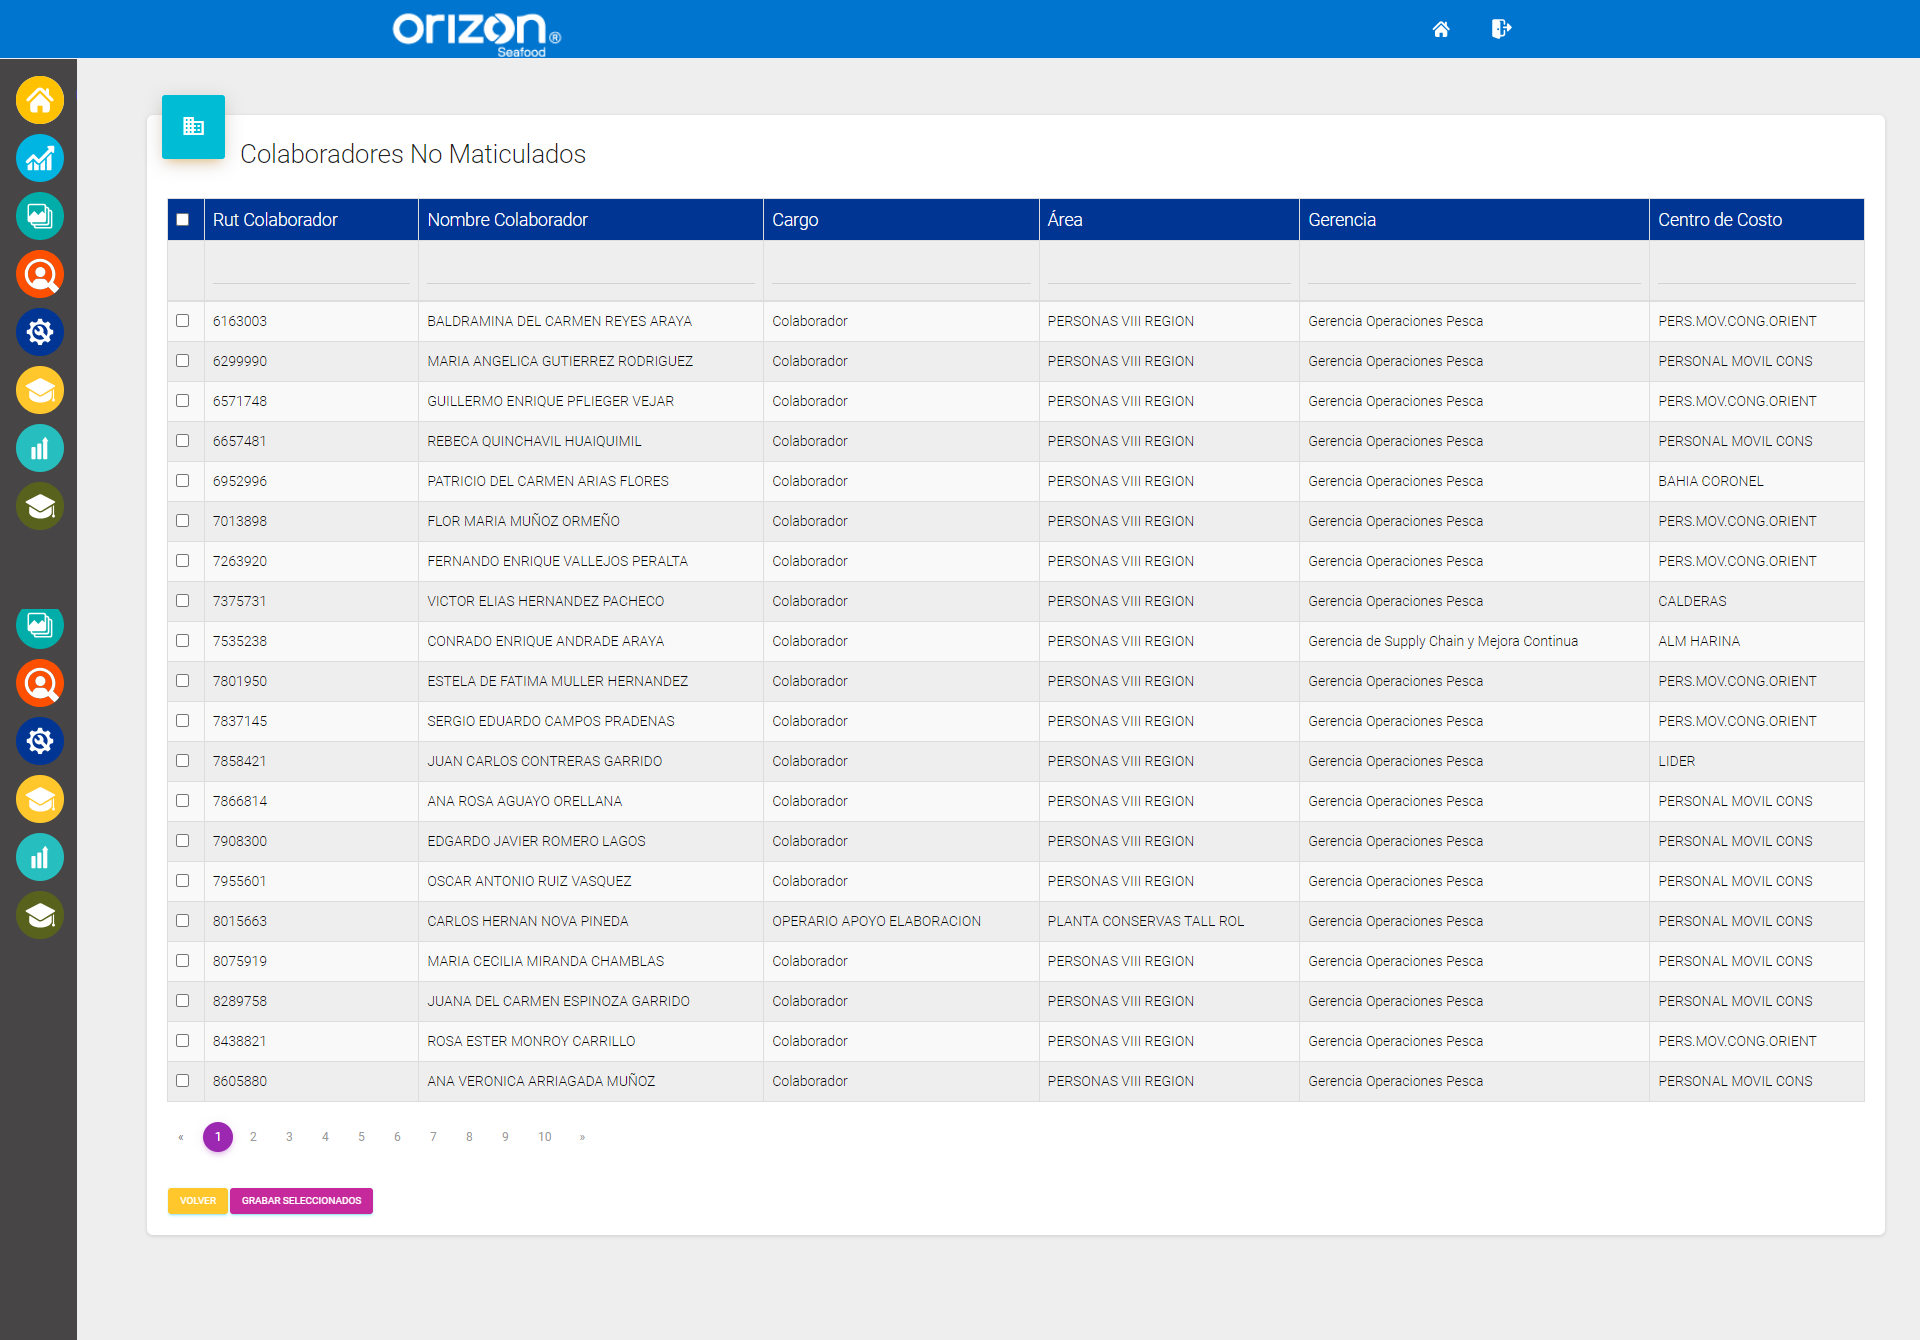 orizon®
Seafood
Colaboradores No Maticulados
Rut Colaborador Nombre Colaborador Cargo Área Gerencia Centro de Costo
6163003 BALDRAMINA DEL CARMEN REYES ARAYA Colaborador PERSONAS VIII REGION Gerencia Operaciones Pesca PERS.MOV.CONG.ORIENT
6299990 MARIA ANGELICA GUTIERREZ RODRIGUEZ Colaborador PERSONAS VIII REGION Gerencia Operaciones Pesca PERSONAL MOVIL CONS
6571748 GUILLERMO ENRIQUE PFLIEGER VEJAR Colaborador PERSONAS VIII REGION Gerencia Operaciones Pesca PERS.MOV.CONG.ORIENT
6657481 REBECA QUINCHAVIL HUAIQUIMIL Colaborador PERSONAS VIII REGION Gerencia Operaciones Pesca PERSONAL MOVIL CONS
6952996 PATRICIO DEL CARMEN ARIAS FLORES Colaborador PERSONAS VIII REGION Gerencia Operaciones Pesca BAHIA CORONEL
7013898 FLOR MARIA MUÑOZ ORMEÑO Colaborador PERSONAS VIII REGION Gerencia Operaciones Pesca PERS.MOV.CONG.ORIENT
7263920 FERNANDO ENRIQUE VALLEJOS PERALTA Colaborador PERSONAS VIII REGION Gerencia Operaciones Pesca PERS.MOV.CONG.ORIENT
7375731 VICTOR ELIAS HERNANDEZ PACHECO Colaborador PERSONAS VIII REGION Gerencia Operaciones Pesca CALDERAS
7535238 CONRADO ENRIQUE ANDRADE ARAYA Colaborador PERSONAS VIII REGION Gerencia de Supply Chain y Mejora Continua ALM HARINA
7801950 ESTELA DE FATIMA MULLER HERNANDEZ Colaborador PERSONAS VIII REGION Gerencia Operaciones Pesca PERS.MOV.CONG.ORIENT
7837145 SERGIO EDUARDO CAMPOS PRADENAS Colaborador PERSONAS VIII REGION Gerencia Operaciones Pesca PERS.MOV.CONG.ORIENT
7858421 JUAN CARLOS CONTRERAS GARRIDO Colaborador PERSONAS VIII REGION Gerencia Operaciones Pesca LIDER
7866814 ANA ROSA AGUAYO ORELLANA Colaborador PERSONAS VIII REGION Gerencia Operaciones Pesca PERSONAL MOVIL CONS
7908300 EDGARDO JAVIER ROMERO LAGOS Colaborador PERSONAS VIII REGION Gerencia Operaciones Pesca PERSONAL MOVIL CONS
7955601 OSCAR ANTONIO RUIZ VASQUEZ Colaborador PERSONAS VIII REGION Gerencia Operaciones Pesca PERSONAL MOVIL CONS
8015663 CARLOS HERNAN NOVA PINEDA OPERARIO APOYO ELABORACION PLANTA CONSERVAS TALL ROL Gerencia Operaciones Pesca PERSONAL MOVIL CONS
8075919 MARIA CECILIA MIRANDA CHAMBLAS Colaborador PERSONAS VIII REGION Gerencia Operaciones Pesca PERSONAL MOVIL CONS
8289758 JUANA DEL CARMEN ESPINOZA GARRIDO Colaborador PERSONAS VIII REGION Gerencia Operaciones Pesca PERSONAL MOVIL CONS
8438821 ROSA ESTER MONROY CARRILLO Colaborador PERSONAS VIII REGION Gerencia Operaciones Pesca PERS.MOV.CONG.ORIENT
8605880 ANA VERONICA ARRIAGADA MUÑOZ Colaborador PERSONAS VIII REGION Gerencia Operaciones Pesca PERSONAL MOVIL CONS
« 1 2 3 4 5 6 7 8 9 10 »
VOLVER GRABAR SELECCIONADOS